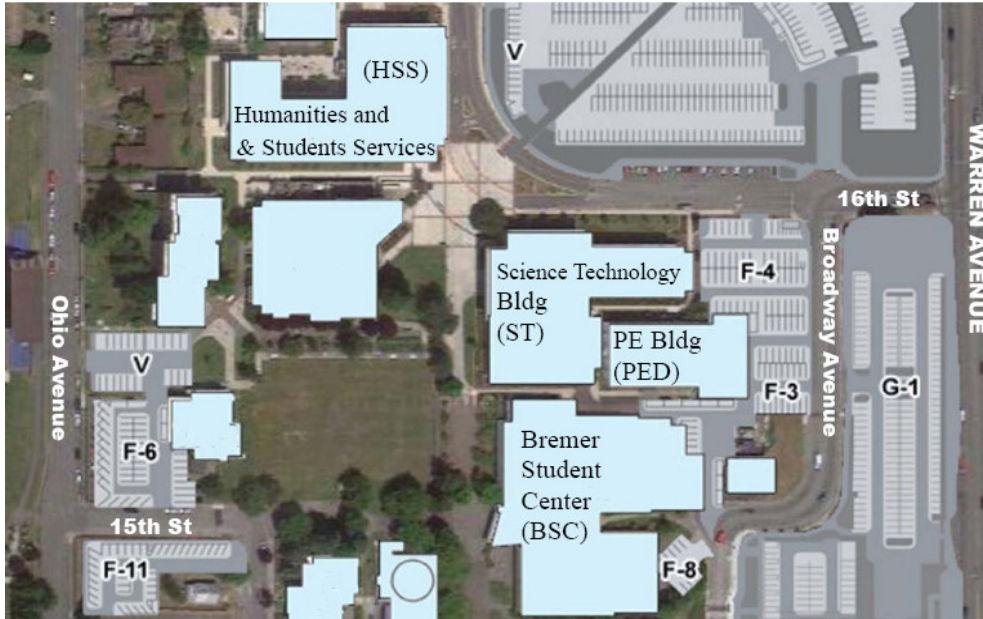 (HSS)
Humanities and
& Students Services
V
WARREN AVENUE
16th St
Science Technology
Bldg
(ST)
F-4
Broadway Avenue
Ohio Avenue
PE Bldg
(PED)
V
F-3
G-1
F-6
Bremer
Student
Center
(BSC)
15th St
F-11
F-8